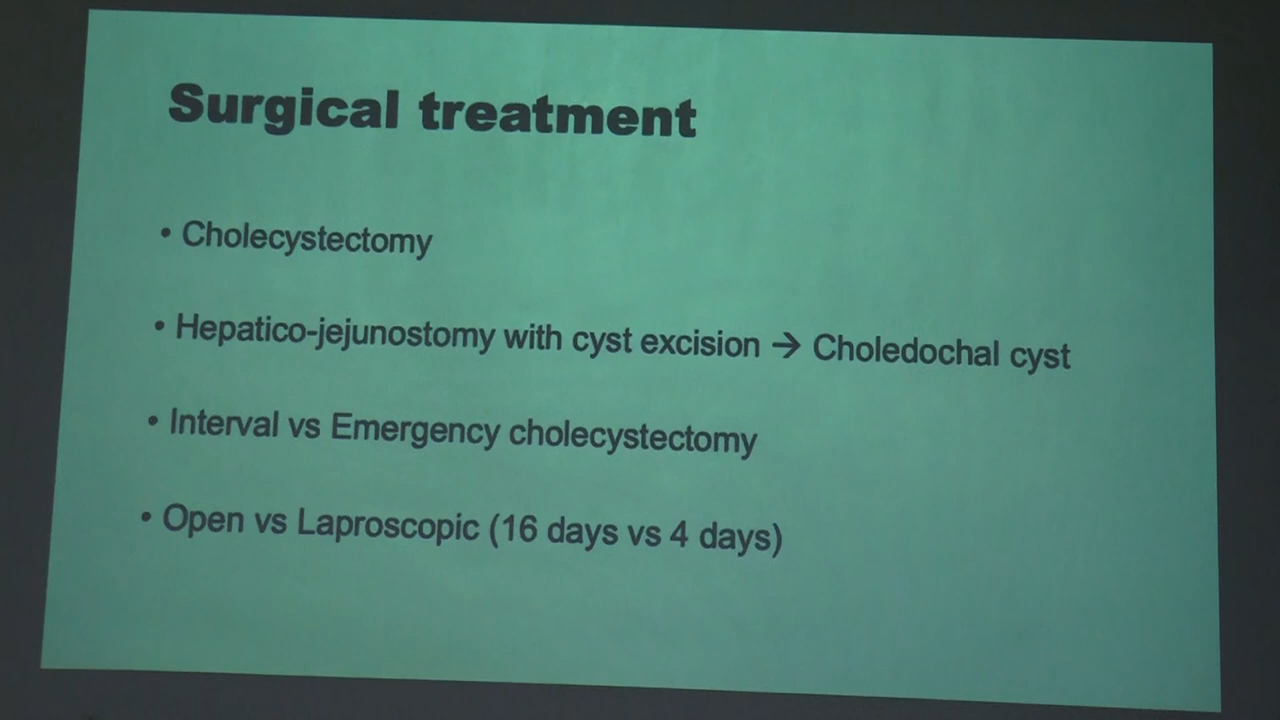 Surgical treatment
• Cholecystectomy
• Hepatico-jejunostomy with cyst excision → Choledochal cyst
• Interval vs Emergency cholecystectomy
• Open vs Laproscopic (16 days vs 4 days)